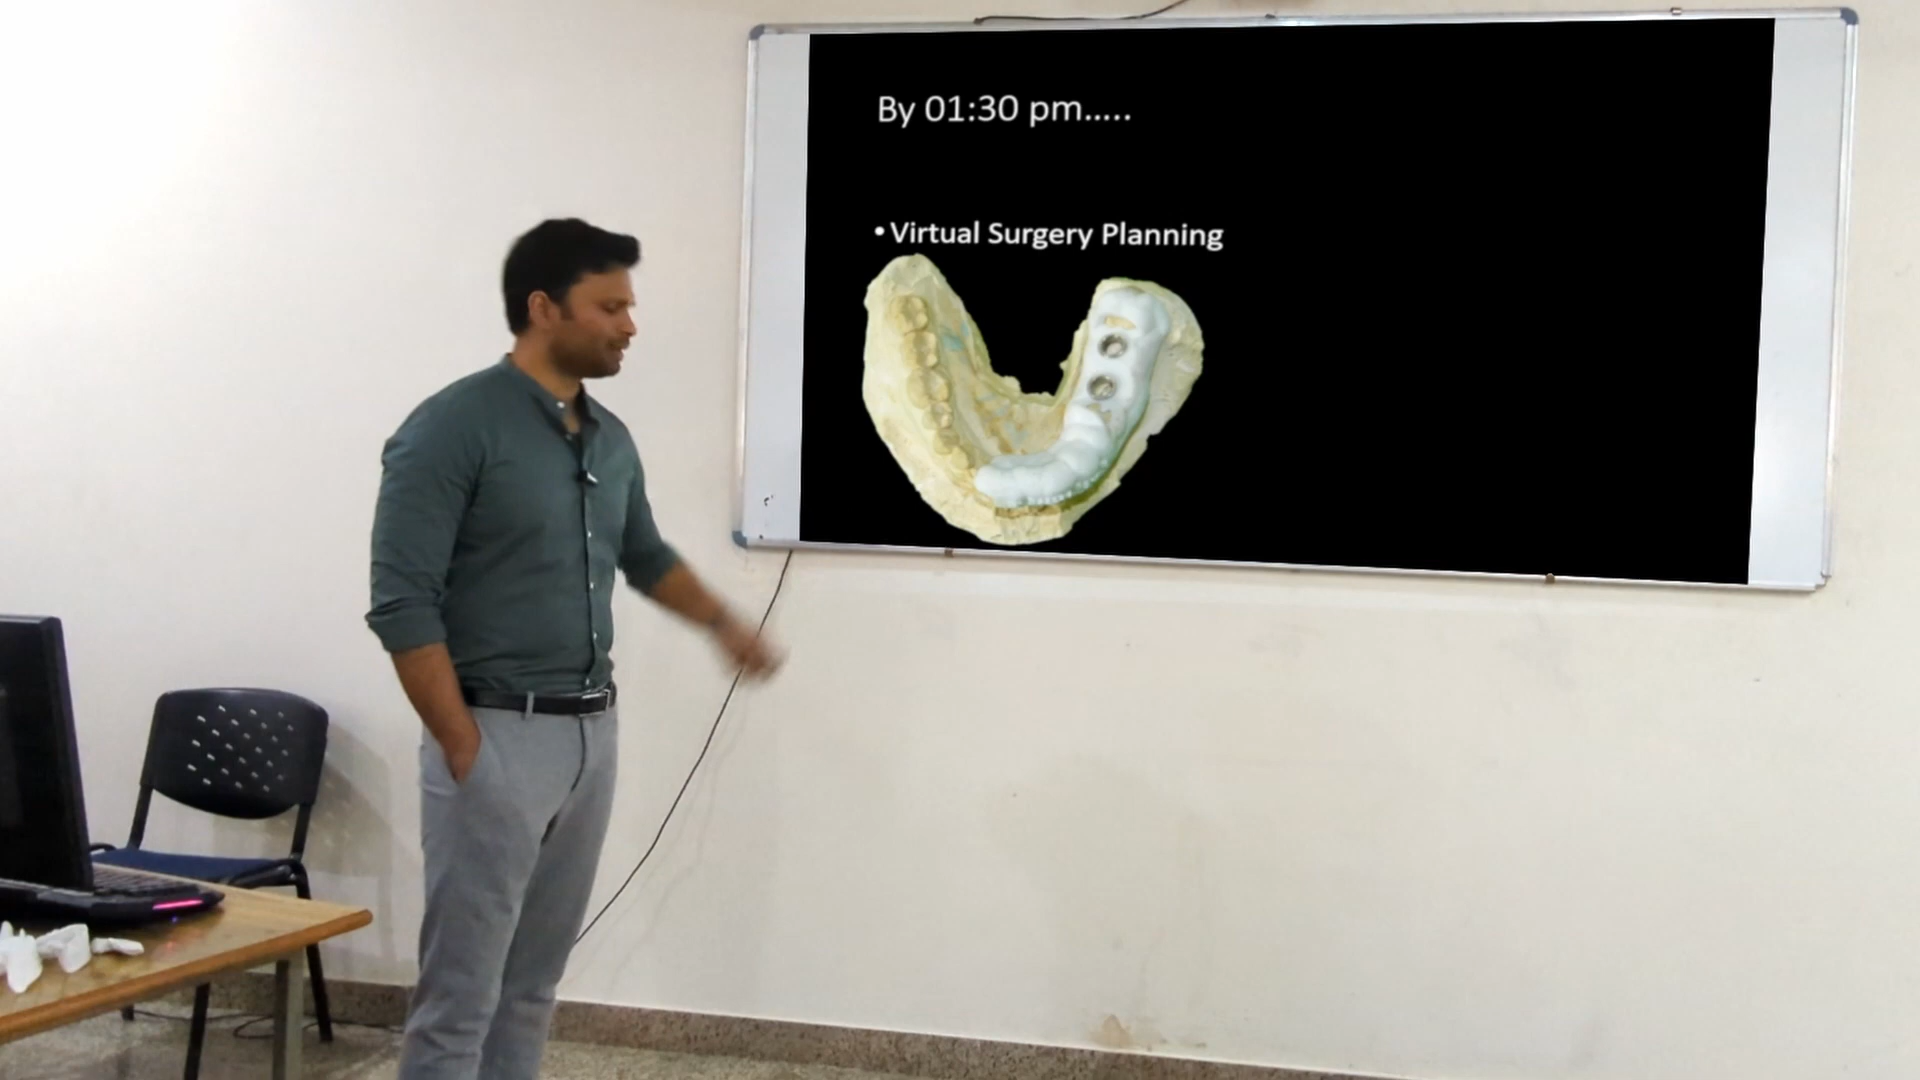 By 01:30 pm.....
• Virtual Surgery Planning